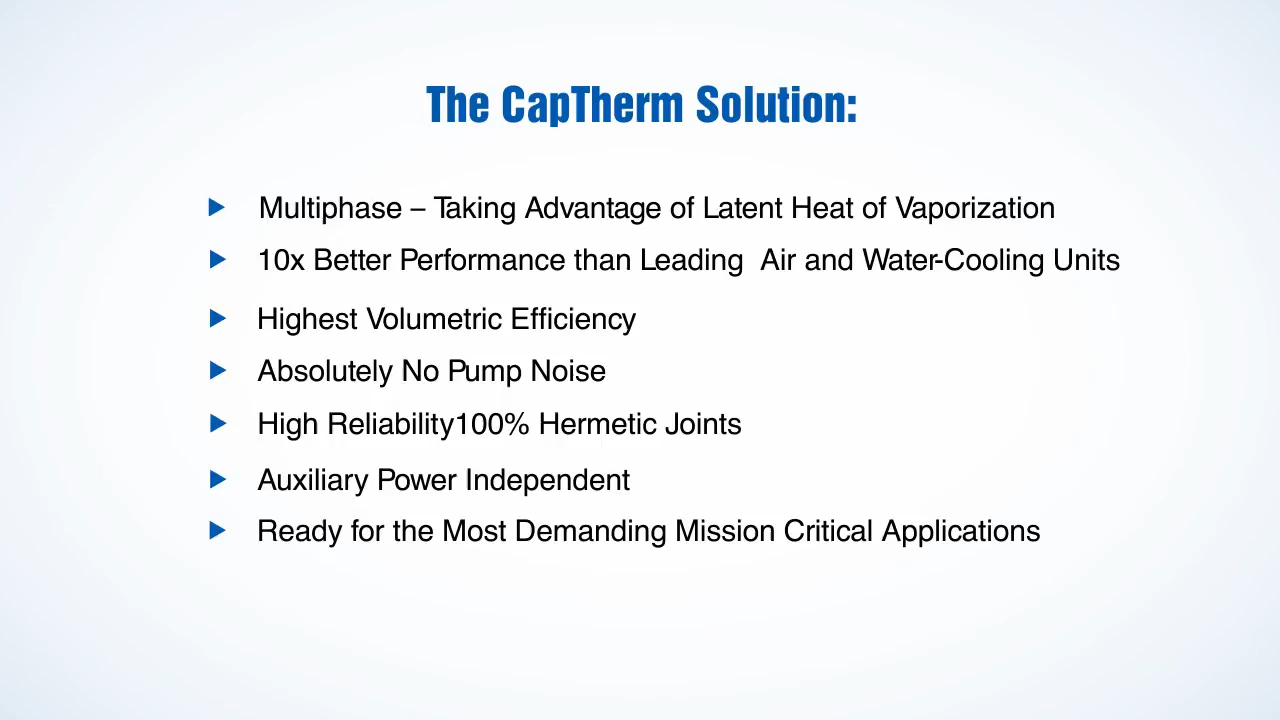 The CapTherm Solution:
Multiphase – Taking Advantage of Latent Heat of Vaporization
10x Better Performance than Leading  Air and Water-Cooling Units
Highest Volumetric Efficiency
Absolutely No Pump Noise
High Reliability100% Hermetic Joints
Auxiliary Power Independent
Ready for the Most Demanding Mission Critical Applications